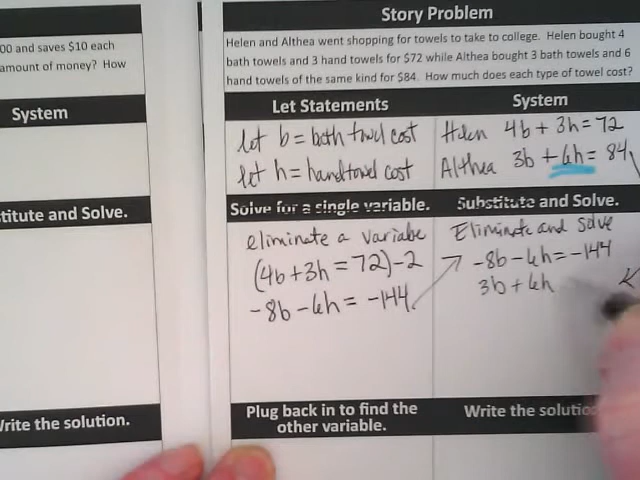 00 and saves $10 each
amount of money? How
System
titute and Solve.
Write the solution.
Story Problem
Helen and Althea went shopping for towels to take to college. Helen bought 4
bath towels and 3 hand towels for $72 while Althea bought 3 bath towels and 6
hand towels of the same kind for $84. How much does each type of towel cost?
Let Statements
let b = bath towel cost
let h = hand towel cost
System
Helen 4b + 3h = 72
Althea 3b + 6h = 84
Solve for a single variable.
eliminate a variabe
(4b + 3h = 72) -2
-8b - 6h = -144
Substitute and Solve.
Eliminate and solve
-8b - 6h = -144
3b + 6h
Plug back in to find the
other variable.
Write the solutio